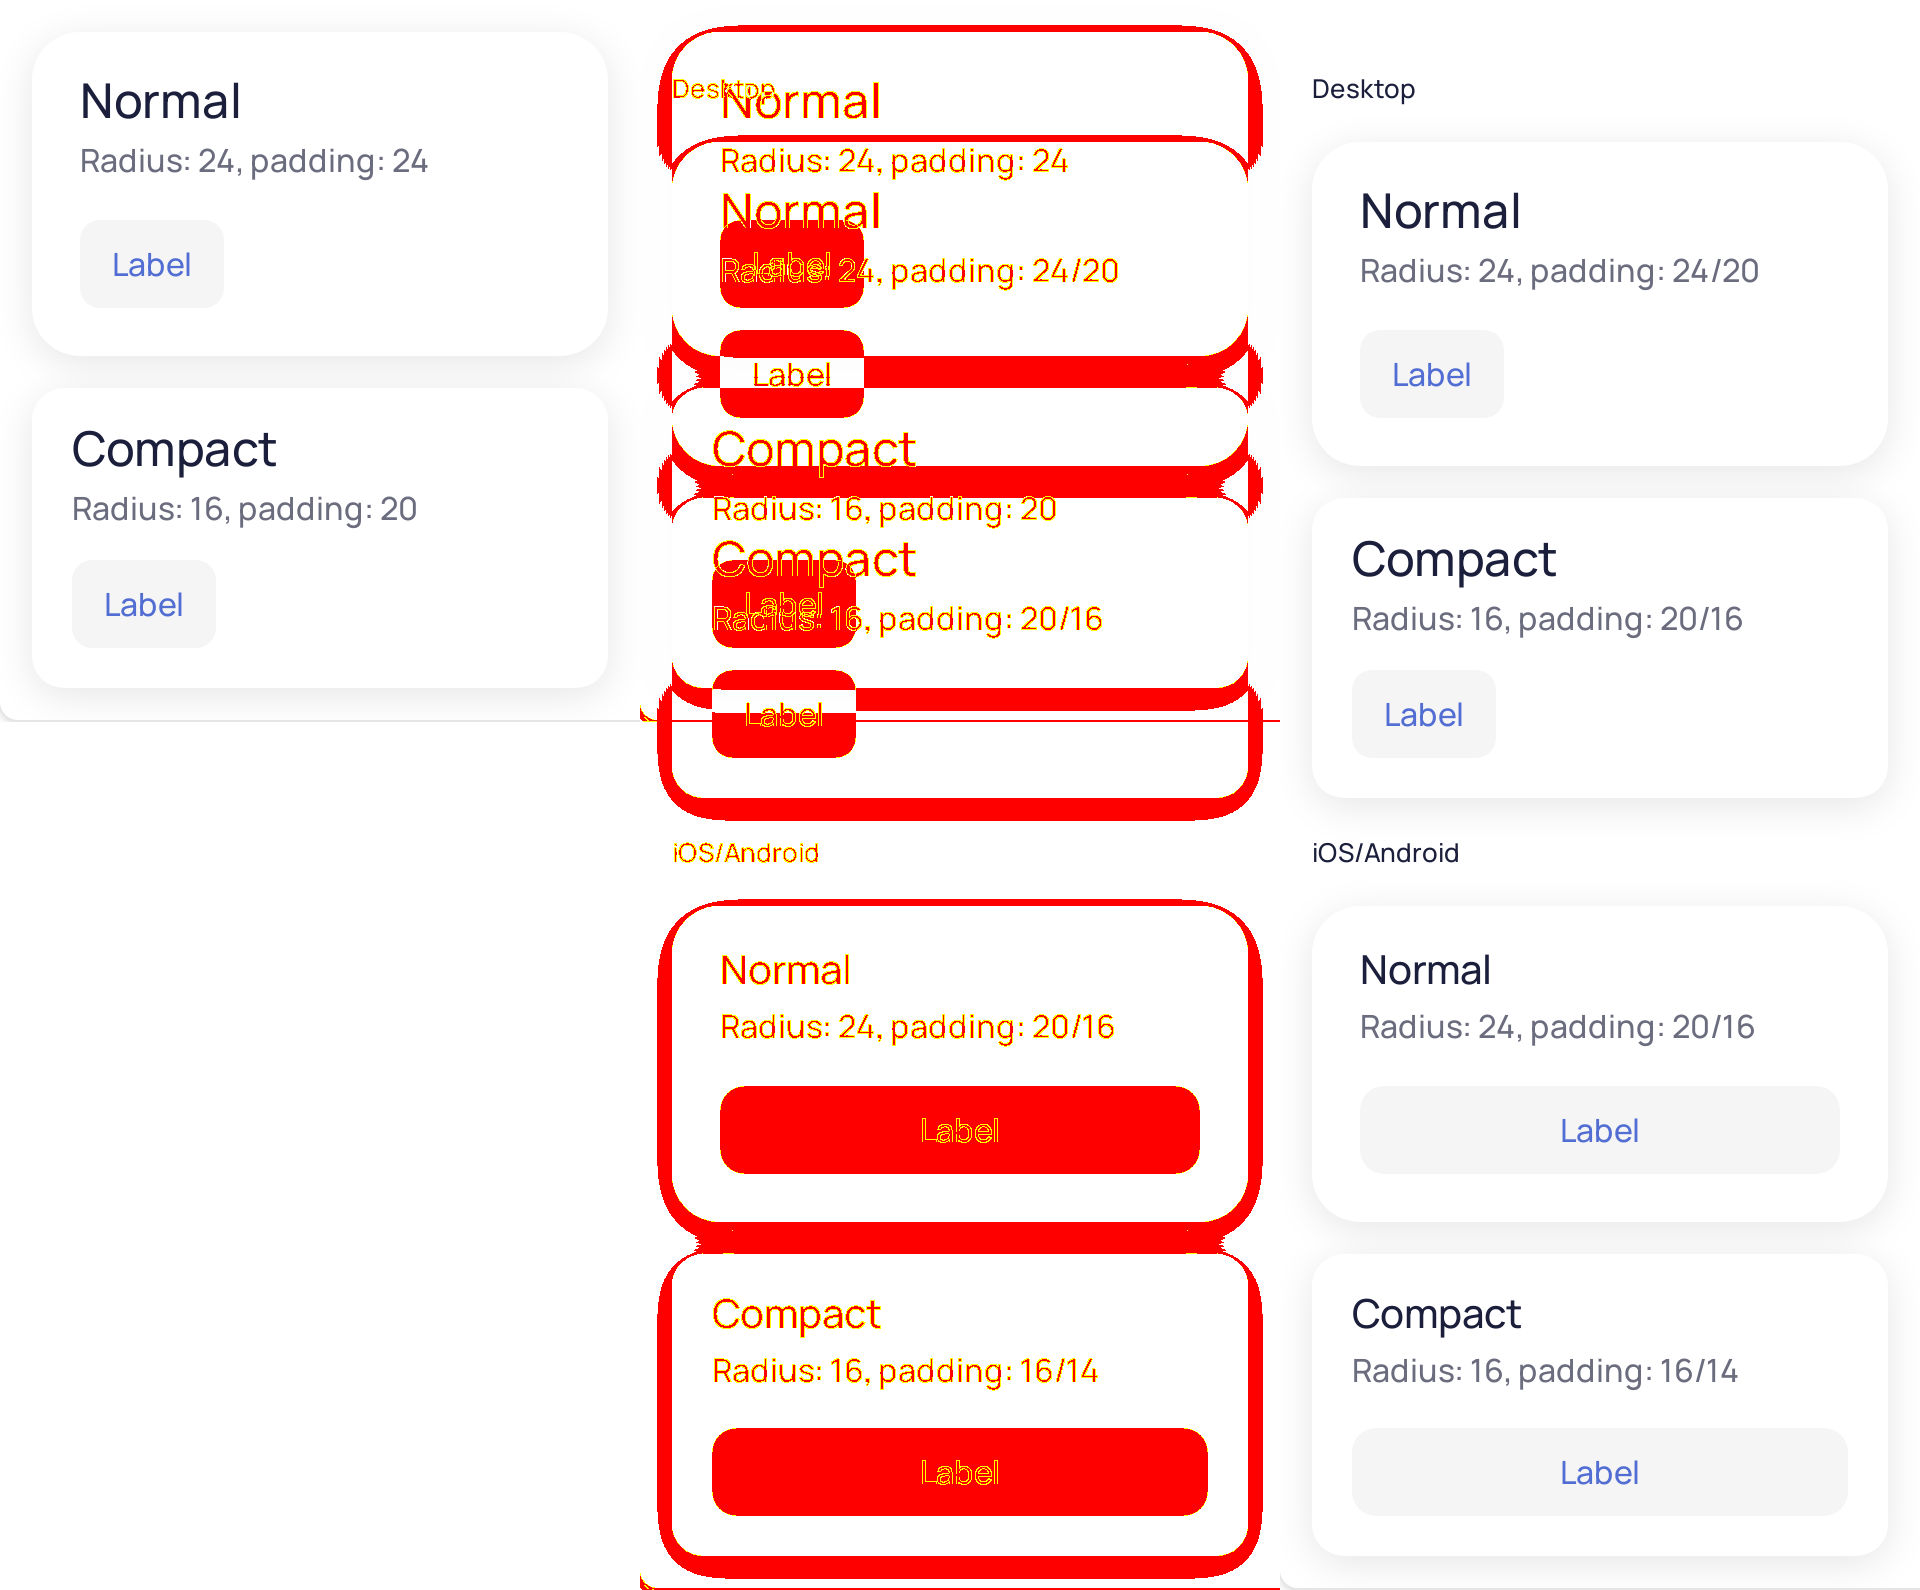 Normal
Radius: 24, padding: 24
Label
Compact
Radius: 16, padding: 20
Label
Desktop
Normal
Radius: 24, padding: 24
Normal
Label
Radius: 24, padding: 24/20
Label
Compact
Radius: 16, padding: 20
Compact
Label
Radius: 16, padding: 20/16
Label
iOS/Android
Normal
Radius: 24, padding: 20/16
Label
Compact
Radius: 16, padding: 16/14
Label
Desktop
Normal
Radius: 24, padding: 24/20
Label
Compact
Radius: 16, padding: 20/16
Label
iOS/Android
Normal
Radius: 24, padding: 20/16
Label
Compact
Radius: 16, padding: 16/14
Label